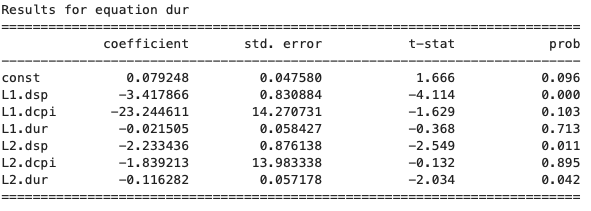 Results for equation dur
==========================================================================
coefficient std. error t-stat prob
--------------------------------------------------------------------------
const 0.079248 0.047580 1.666 0.096
L1.dsp -3.417866 0.830884 -4.114 0.000
L1.dcpi -23.244611 14.270731 -1.629 0.103
L1.dur -0.021505 0.058427 -0.368 0.713
L2.dsp -2.233436 0.876138 -2.549 0.011
L2.dcpi -1.839213 13.983338 -0.132 0.895
L2.dur -0.116282 0.057178 -2.034 0.042
==========================================================================